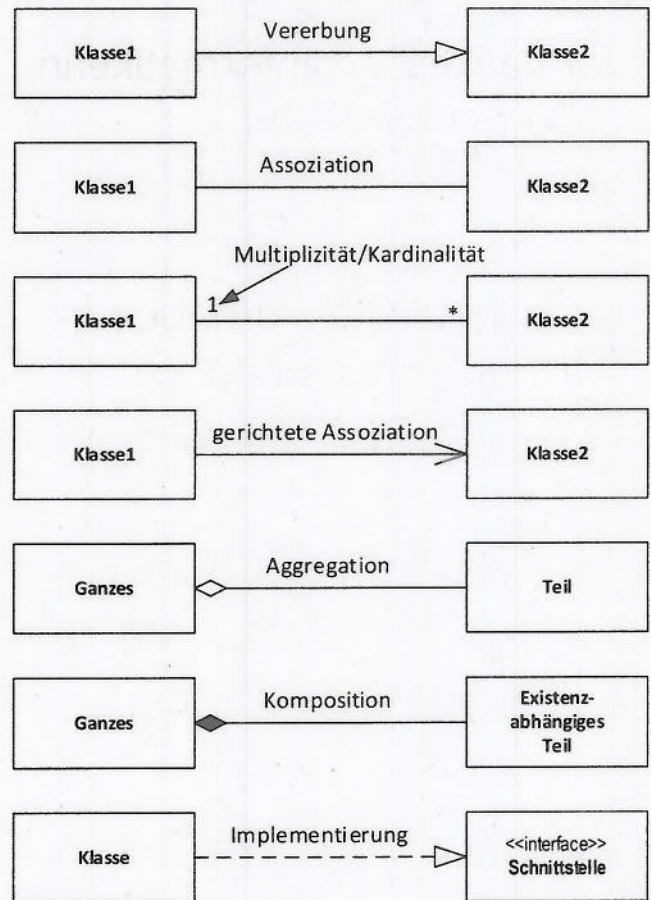 Vererbung
Klasse1
Klasse2
Assoziation
Klasse1
Klasse2
Multiplizität/Kardinalität
1
*
Klasse1
Klasse2
gerichtete Assoziation
Klasse1
Klasse2
Aggregation
Ganzes
Teil
Komposition
Ganzes
Existenz-
abhängiges
Teil
Implementierung
Klasse
<<interface>>
Schnittstelle